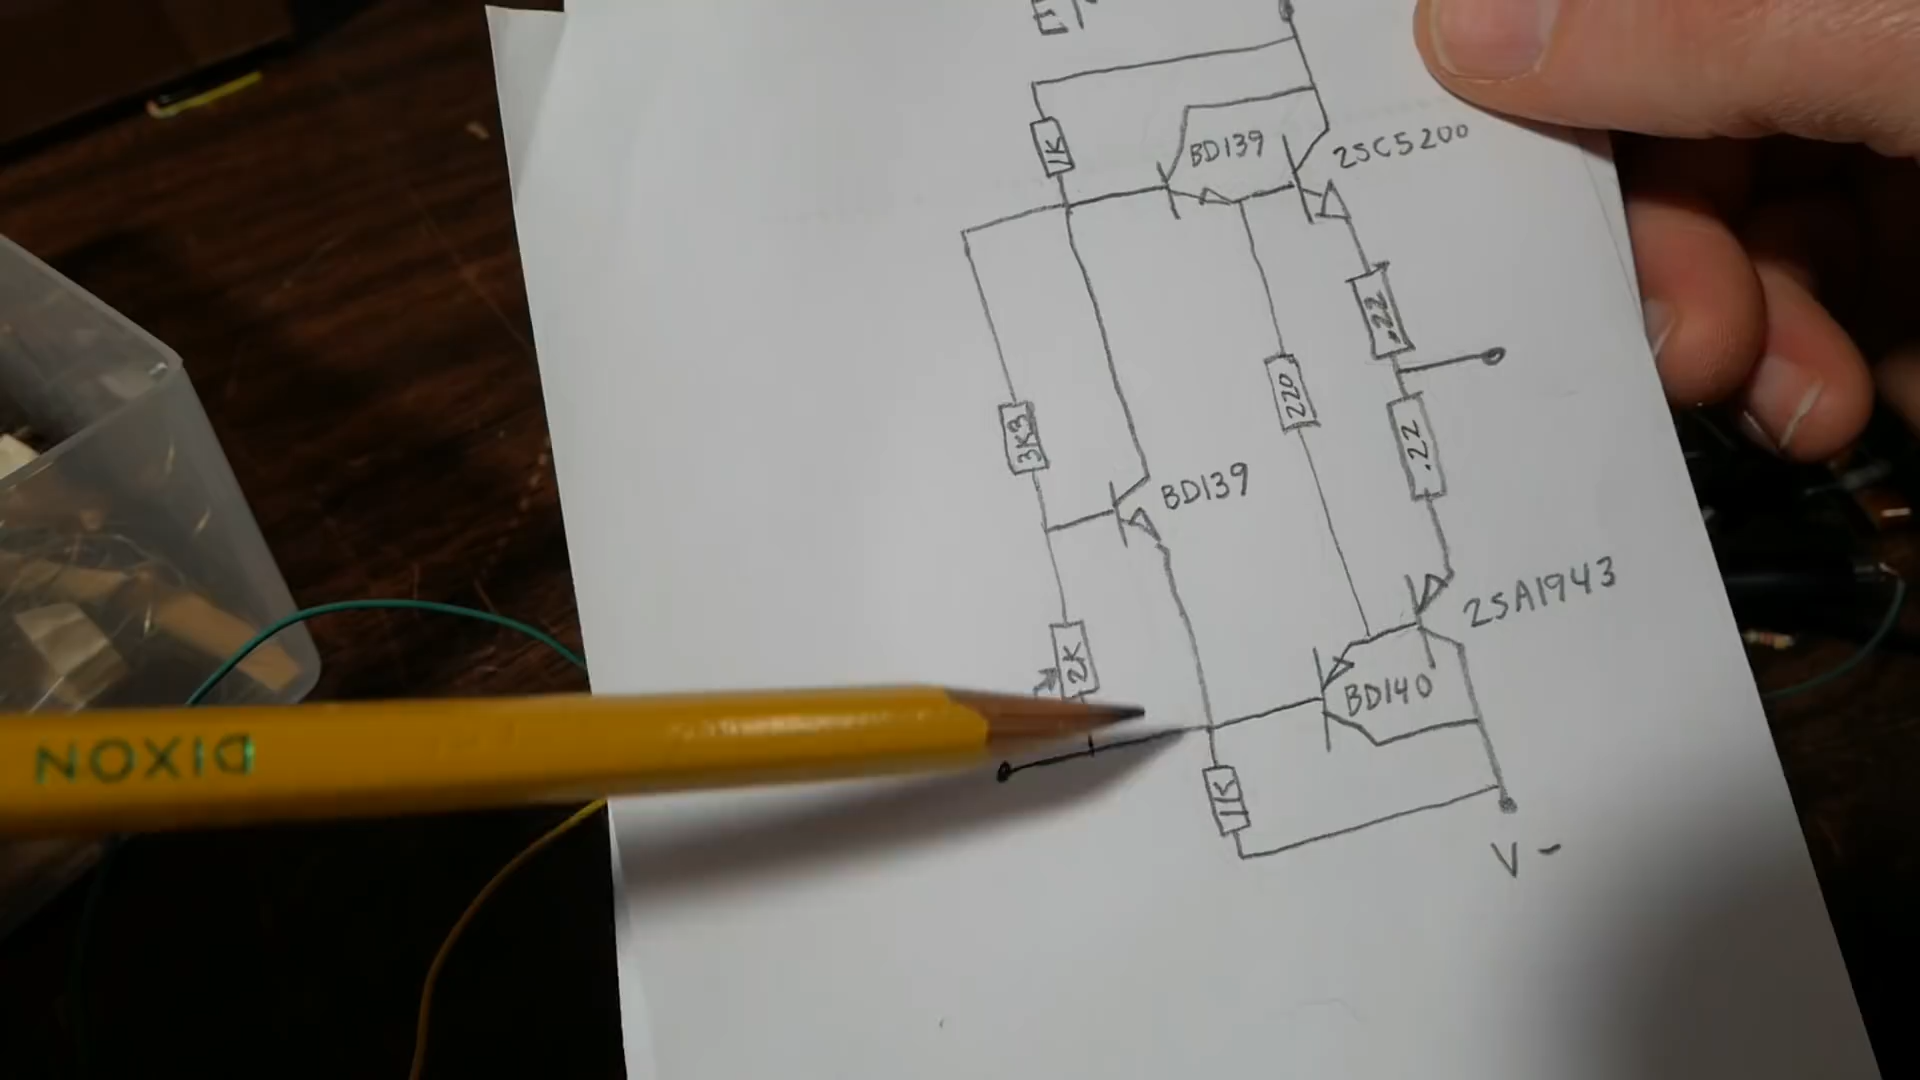 1K
BD139
2SC5200
.22
220
3K3
.22
BD139
2SA1943
2K
BD140
DIXON
1K
V -